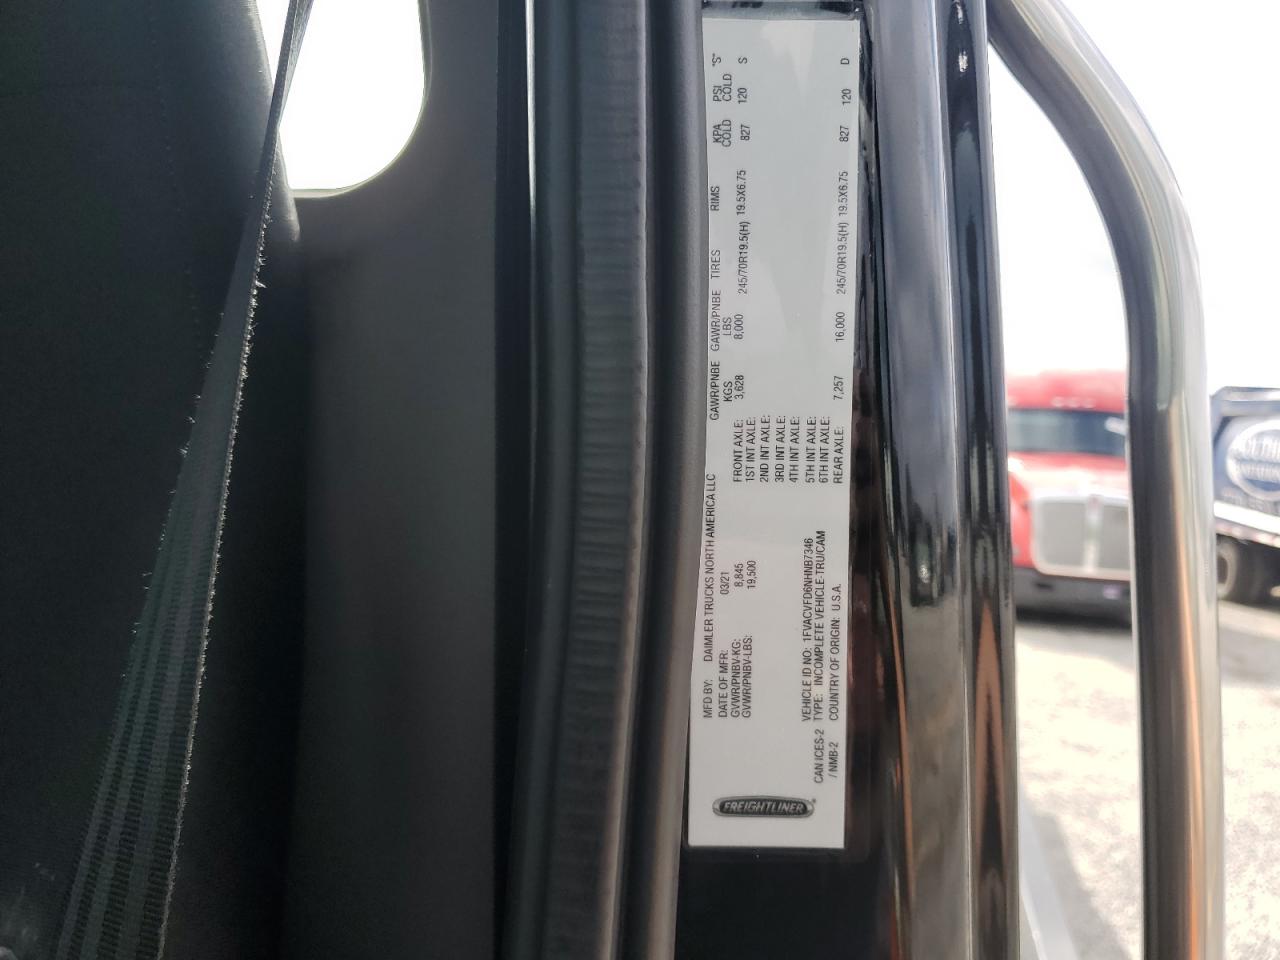 FREIGHTLINER®
MFD BY: DAIMLER TRUCKS NORTH AMERICA LLC
DATE OF MFR: 03/21
GVWR/PNBV-KG: 8,845
GVWR/PNBV-LBS: 19,500
VEHICLE ID NO: 1FVACVFD6NHNB7346
CAN ICES-2 TYPE: INCOMPLETE VEHICLE-TRU/CAM
/ NMB-2 COUNTRY OF ORIGIN: U.S.A.
GAWR/PNBE GAWR/PNBE TIRES RIMS KPA PSI "S"
KGS LBS COLD COLD
FRONT AXLE: 3,628 8,000 245/70R19.5(H) 19.5X6.75 827 120 S
1ST INT AXLE:
2ND INT AXLE:
3RD INT AXLE:
4TH INT AXLE:
5TH INT AXLE:
6TH INT AXLE:
REAR AXLE: 7,257 16,000 245/70R19.5(H) 19.5X6.75 827 120 D